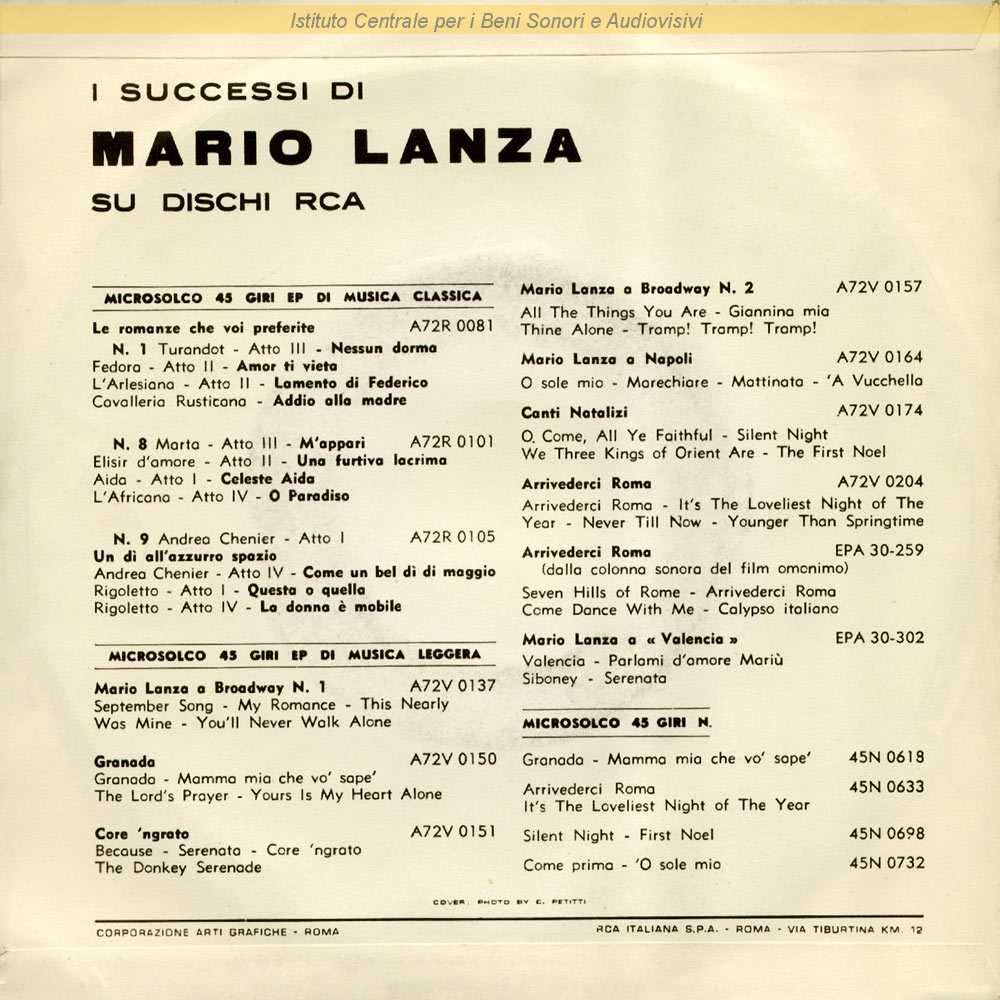 Istituto Centrale per i Beni Sonori e Audiovisivi
I SUCCESSI DI
MARIO LANZA
SU DISCHI RCA
MICROSOLCO 45 GIRI EP DI MUSICA CLASSICA
Le romanze che voi preferite A72R 0081
N. 1 Turandot - Atto III - Nessun dorma
Fedora - Atto II - Amor ti vieta
L'Arlesiana - Atto II - Lamento di Federico
Cavalleria Rusticana - Addio alla madre
N. 8 Marta - Atto III - M'appari A72R 0101
Elisir d'amore - Atto II - Una furtiva lacrima
Aida - Atto I - Celeste Aida
L'Africana - Atto IV - O Paradiso
N. 9 Andrea Chenier - Atto I A72R 0105
Un dì all'azzurro spazio
Andrea Chenier - Atto IV - Come un bel dì di maggio
Rigoletto - Atto I - Questa o quella
Rigoletto - Atto IV - La donna è mobile
MICROSOLCO 45 GIRI EP DI MUSICA LEGGERA
Mario Lanza a Broadway N. 1 A72V 0137
September Song - My Romance - This Nearly
Was Mine - You'll Never Walk Alone
Granada A72V 0150
Granada - Mamma mia che vo' sape'
The Lord's Prayer - Yours Is My Heart Alone
Core 'ngrato A72V 0151
Because - Serenata - Core 'ngrato
The Donkey Serenade
Mario Lanza a Broadway N. 2 A72V 0157
All The Things You Are - Giannina mia
Thine Alone - Tramp! Tramp! Tramp!
Mario Lanza a Napoli A72V 0164
O sole mio - Marechiare - Mattinata - 'A Vucchella
Canti Natalizi A72V 0174
O, Come, All Ye Faithful - Silent Night
We Three Kings of Orient Are - The First Noel
Arrivederci Roma A72V 0204
Arrivederci Roma - It's The Loveliest Night of The
Year - Never Till Now - Younger Than Springtime
Arrivederci Roma EPA 30-259
(dalla colonna sonora del film omonimo)
Seven Hills of Rome - Arrivederci Roma
Come Dance With Me - Calypso italiano
Mario Lanza a « Valencia » EPA 30-302
Valencia - Parlami d'amore Mariù
Siboney - Serenata
MICROSOLCO 45 GIRI N.
Granada - Mamma mia che vo' sape' 45N 0618
Arrivederci Roma 45N 0633
It's The Loveliest Night of The Year
Silent Night - First Noel 45N 0698
Come prima - 'O sole mio 45N 0732
COVER: PHOTO BY C. PETITTI
CORPORAZIONE ARTI GRAFICHE - ROMA
RCA ITALIANA S.P.A. - ROMA - VIA TIBURTINA KM. 12